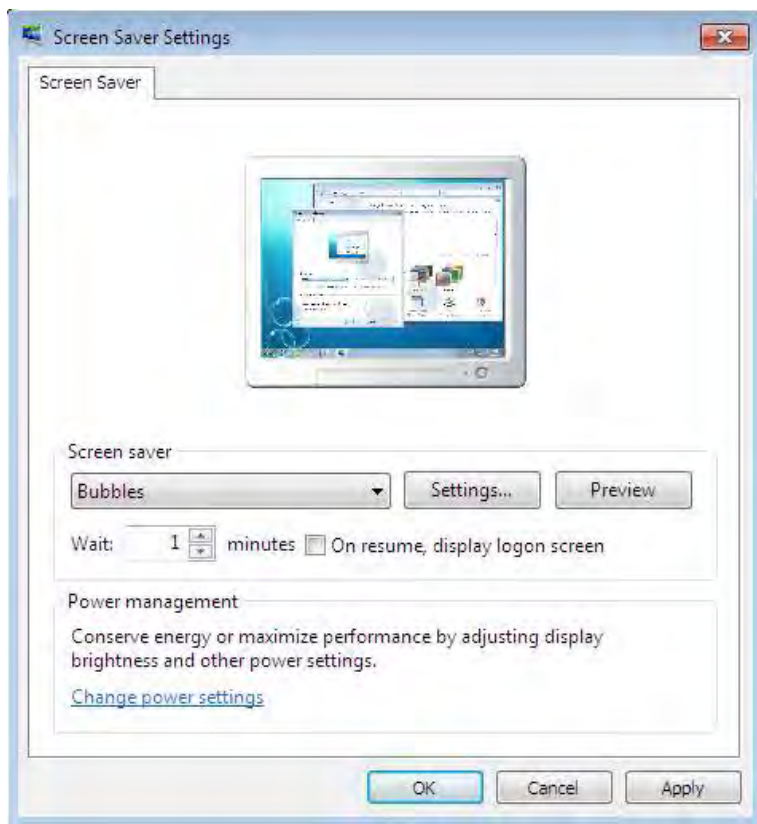 Screen Saver Settings
Screen Saver
Screen saver
Bubbles
Settings...
Preview
Wait: 1 minutes On resume, display logon screen
Power management
Conserve energy or maximize performance by adjusting display
brightness and other power settings.
Change power settings
OK Cancel Apply